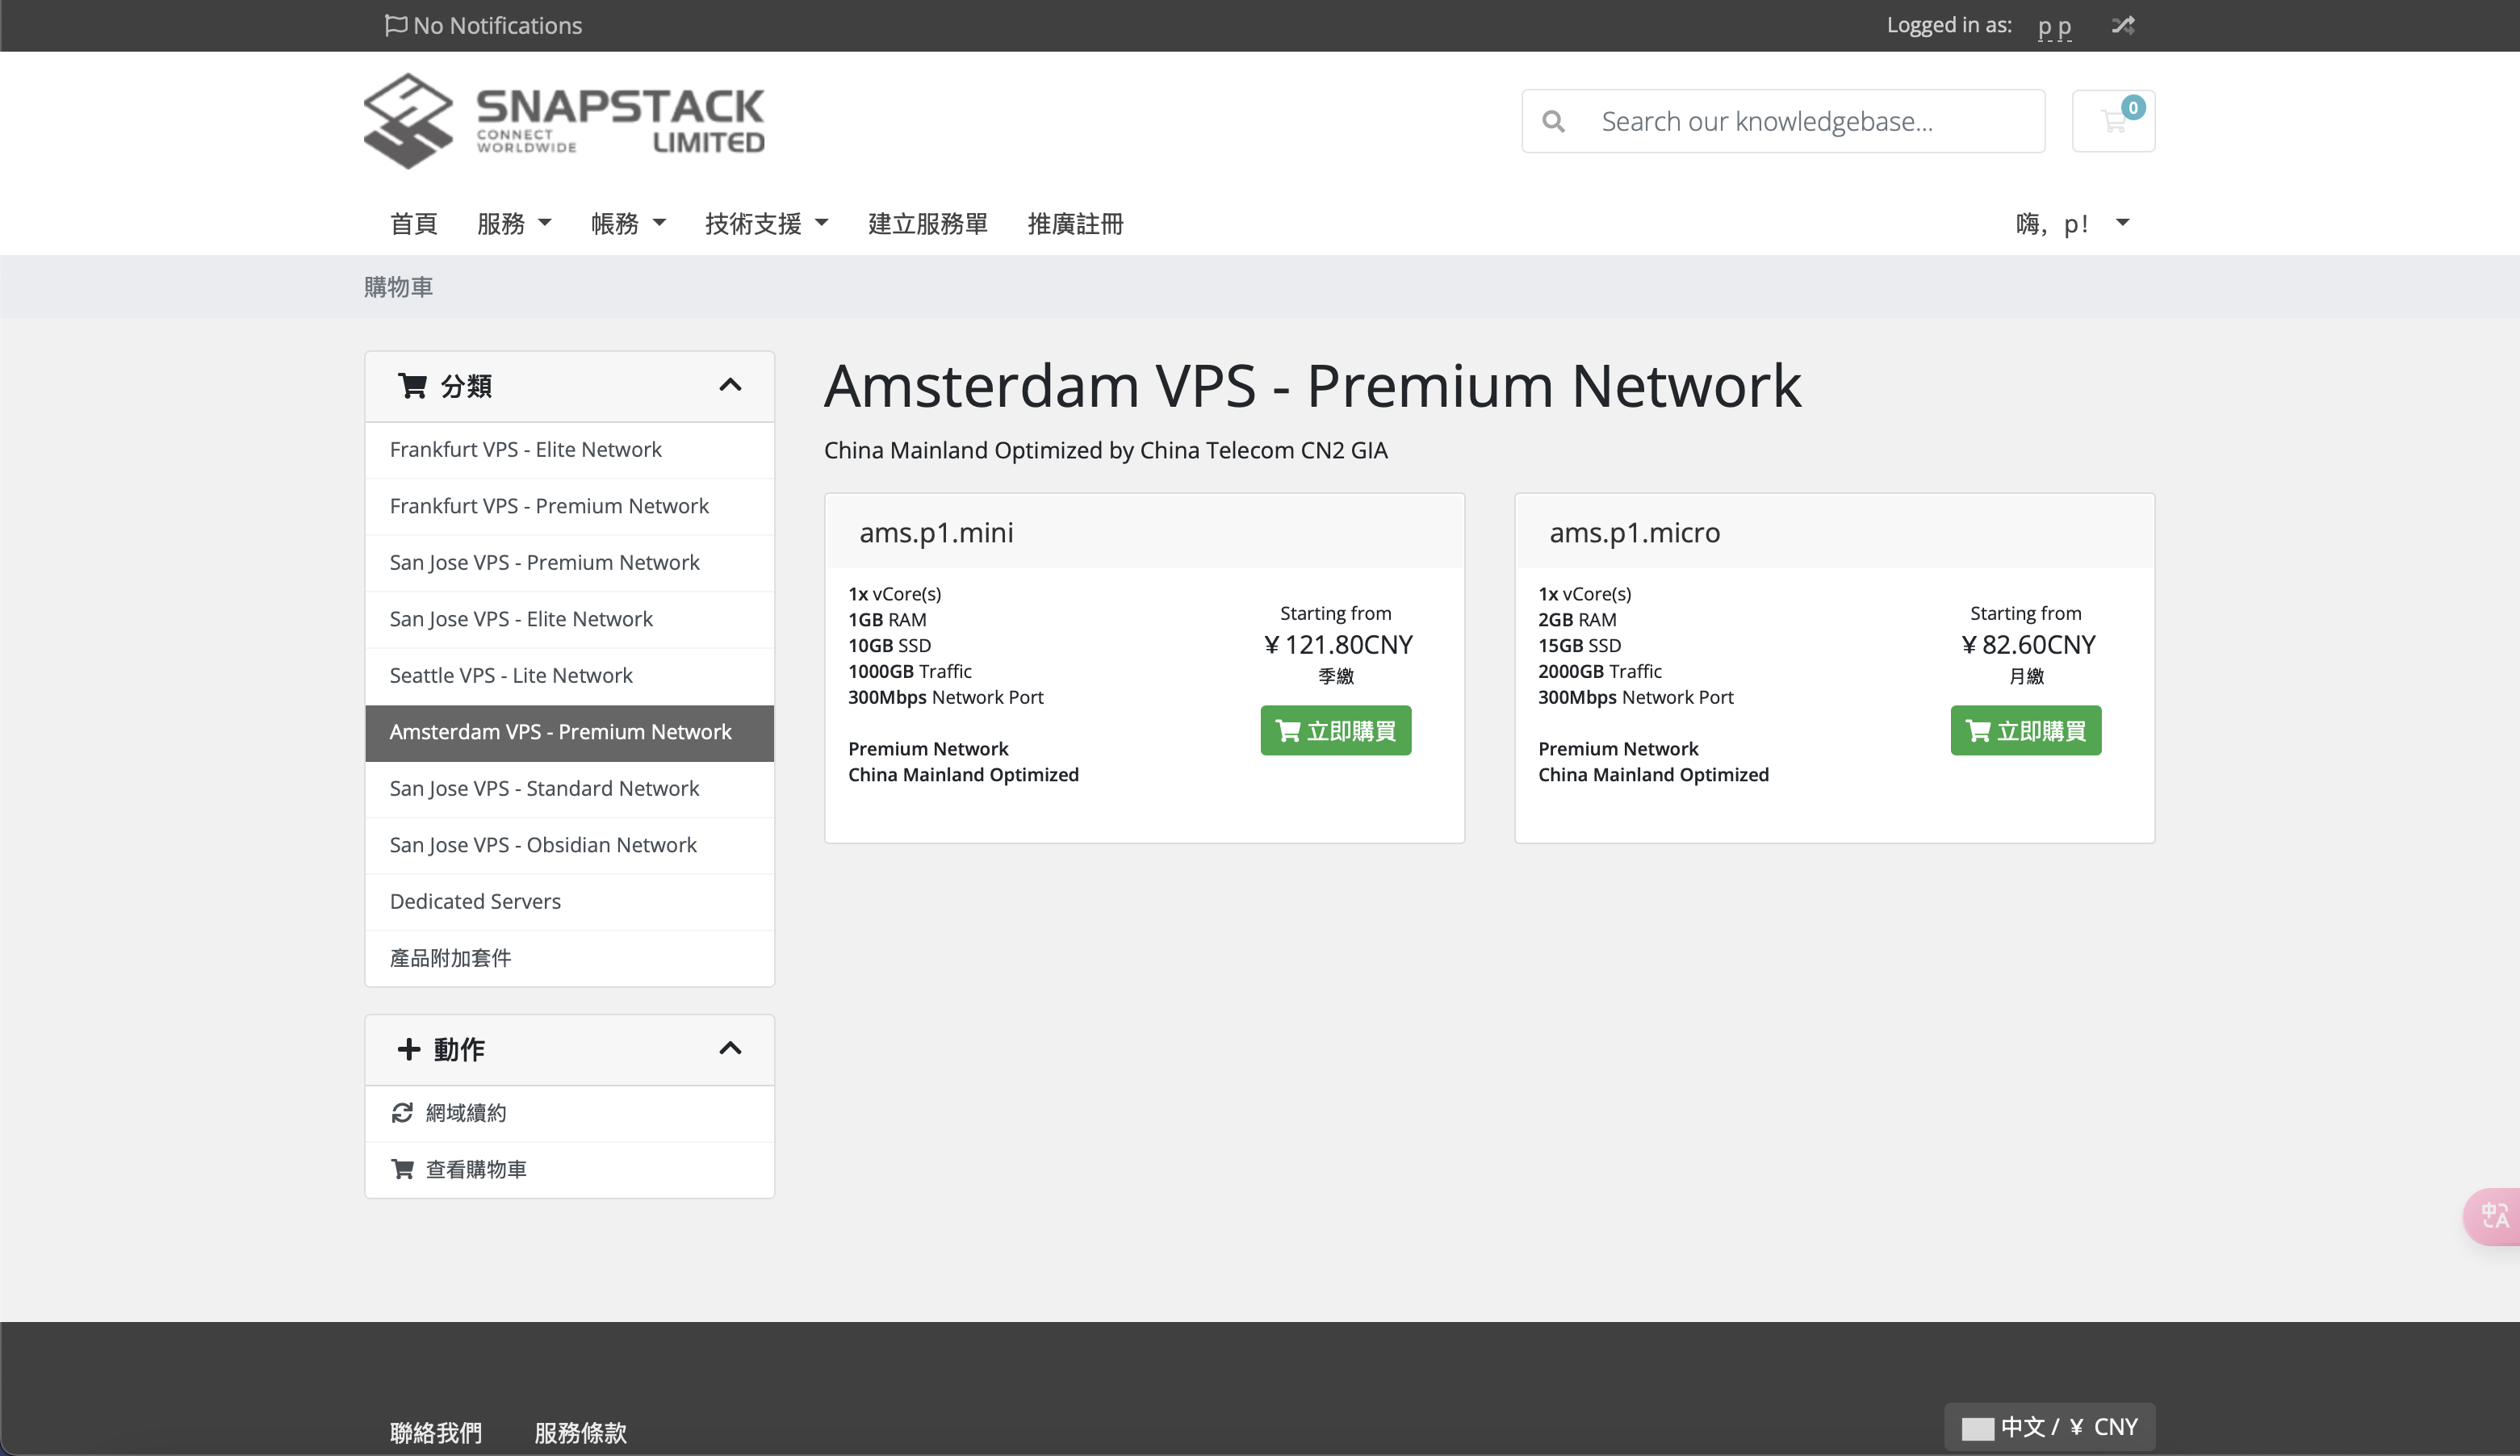 No Notifications
Logged in as: p p
SNAPSTACK
CONNECT
WORLDWIDE
LIMITED
Search our knowledgebase...
0
首頁 服務 帳務 技術支援 建立服務單 推廣註冊 嗨，p！
購物車
分類
Frankfurt VPS - Elite Network
Frankfurt VPS - Premium Network
San Jose VPS - Premium Network
San Jose VPS - Elite Network
Seattle VPS - Lite Network
Amsterdam VPS - Premium Network
San Jose VPS - Standard Network
San Jose VPS - Obsidian Network
Dedicated Servers
產品附加套件
動作
網域續約
查看購物車
Amsterdam VPS - Premium Network
China Mainland Optimized by China Telecom CN2 GIA
ams.p1.mini
1x vCore(s)
1GB RAM
10GB SSD
1000GB Traffic
300Mbps Network Port
Premium Network
China Mainland Optimized
Starting from
¥ 121.80CNY
季繳
立即購買
ams.p1.micro
1x vCore(s)
2GB RAM
15GB SSD
2000GB Traffic
300Mbps Network Port
Premium Network
China Mainland Optimized
Starting from
¥ 82.60CNY
月繳
立即購買
中A
聯絡我們 服務條款
中文 / ¥ CNY